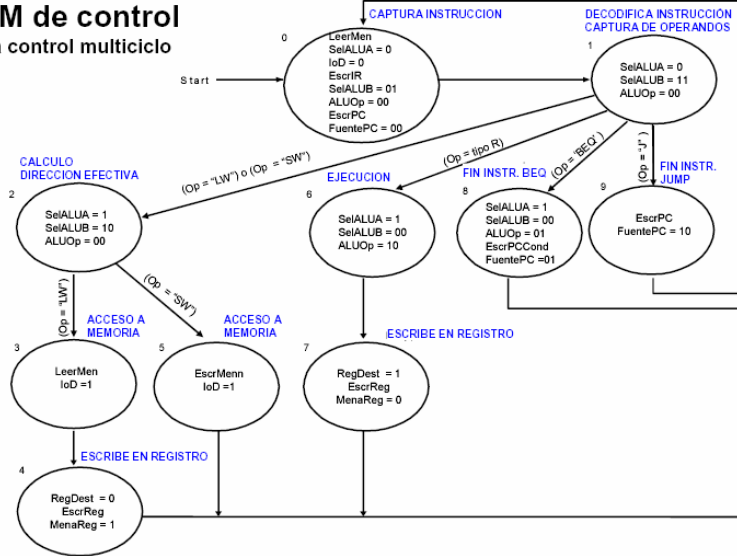 M de control
control multiciclo
CAPTURA INSTRUCCION
DECODIFICA INSTRUCCIÓN
CAPTURA DE OPERANDOS
0
LeerMen
SelALUA = 0
IoD = 0
EscrIR
SelALUB = 01
ALUOp = 00
EscrPC
FuentePC = 00
Start
1
SelALUA = 0
SelALUB = 11
ALUOp = 00
(Op = "LW") o (Op = "SW")
(Op = tipo R)
(Op = "BEQ")
(Op = "J")
CALCULO
DIRECCION EFECTIVA
2
SelALUA = 1
SelALUB = 10
ALUOp = 00
EJECUCION
6
SelALUA = 1
SelALUB = 00
ALUOp = 10
FIN INSTR. BEQ
8
SelALUA = 1
SelALUB = 00
ALUOp = 01
EscrPCCond
FuentePC =01
FIN INSTR.
JUMP
9
EscrPC
FuentePC = 10
(Op = "LW")
(Op = "SW")
ACCESO A
MEMORIA
3
LeerMen
IoD =1
ACCESO A
MEMORIA
5
EscrMenn
IoD =1
ESCRIBE EN REGISTRO
7
RegDest = 1
EscrReg
MenaReg = 0
ESCRIBE EN REGISTRO
4
RegDest = 0
EscrReg
MenaReg = 1